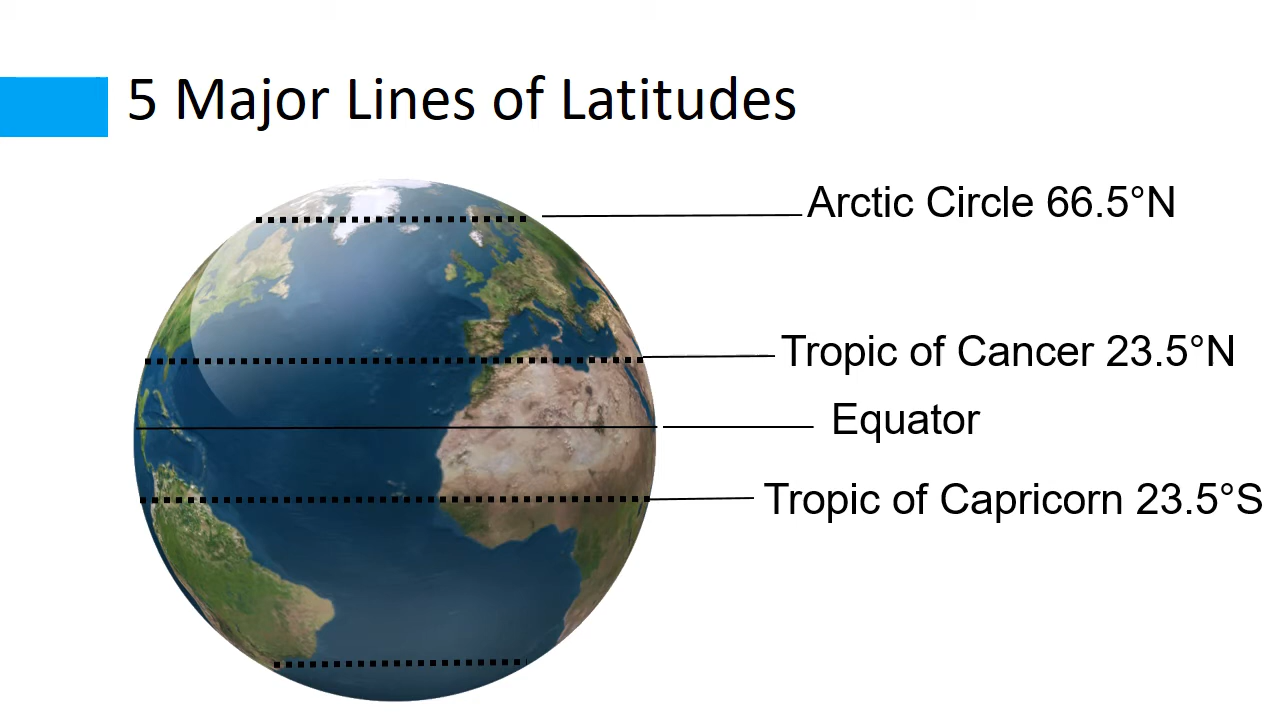 5 Major Lines of Latitudes
Arctic Circle 66.5°N
Tropic of Cancer 23.5°N
Equator
Tropic of Capricorn 23.5°S